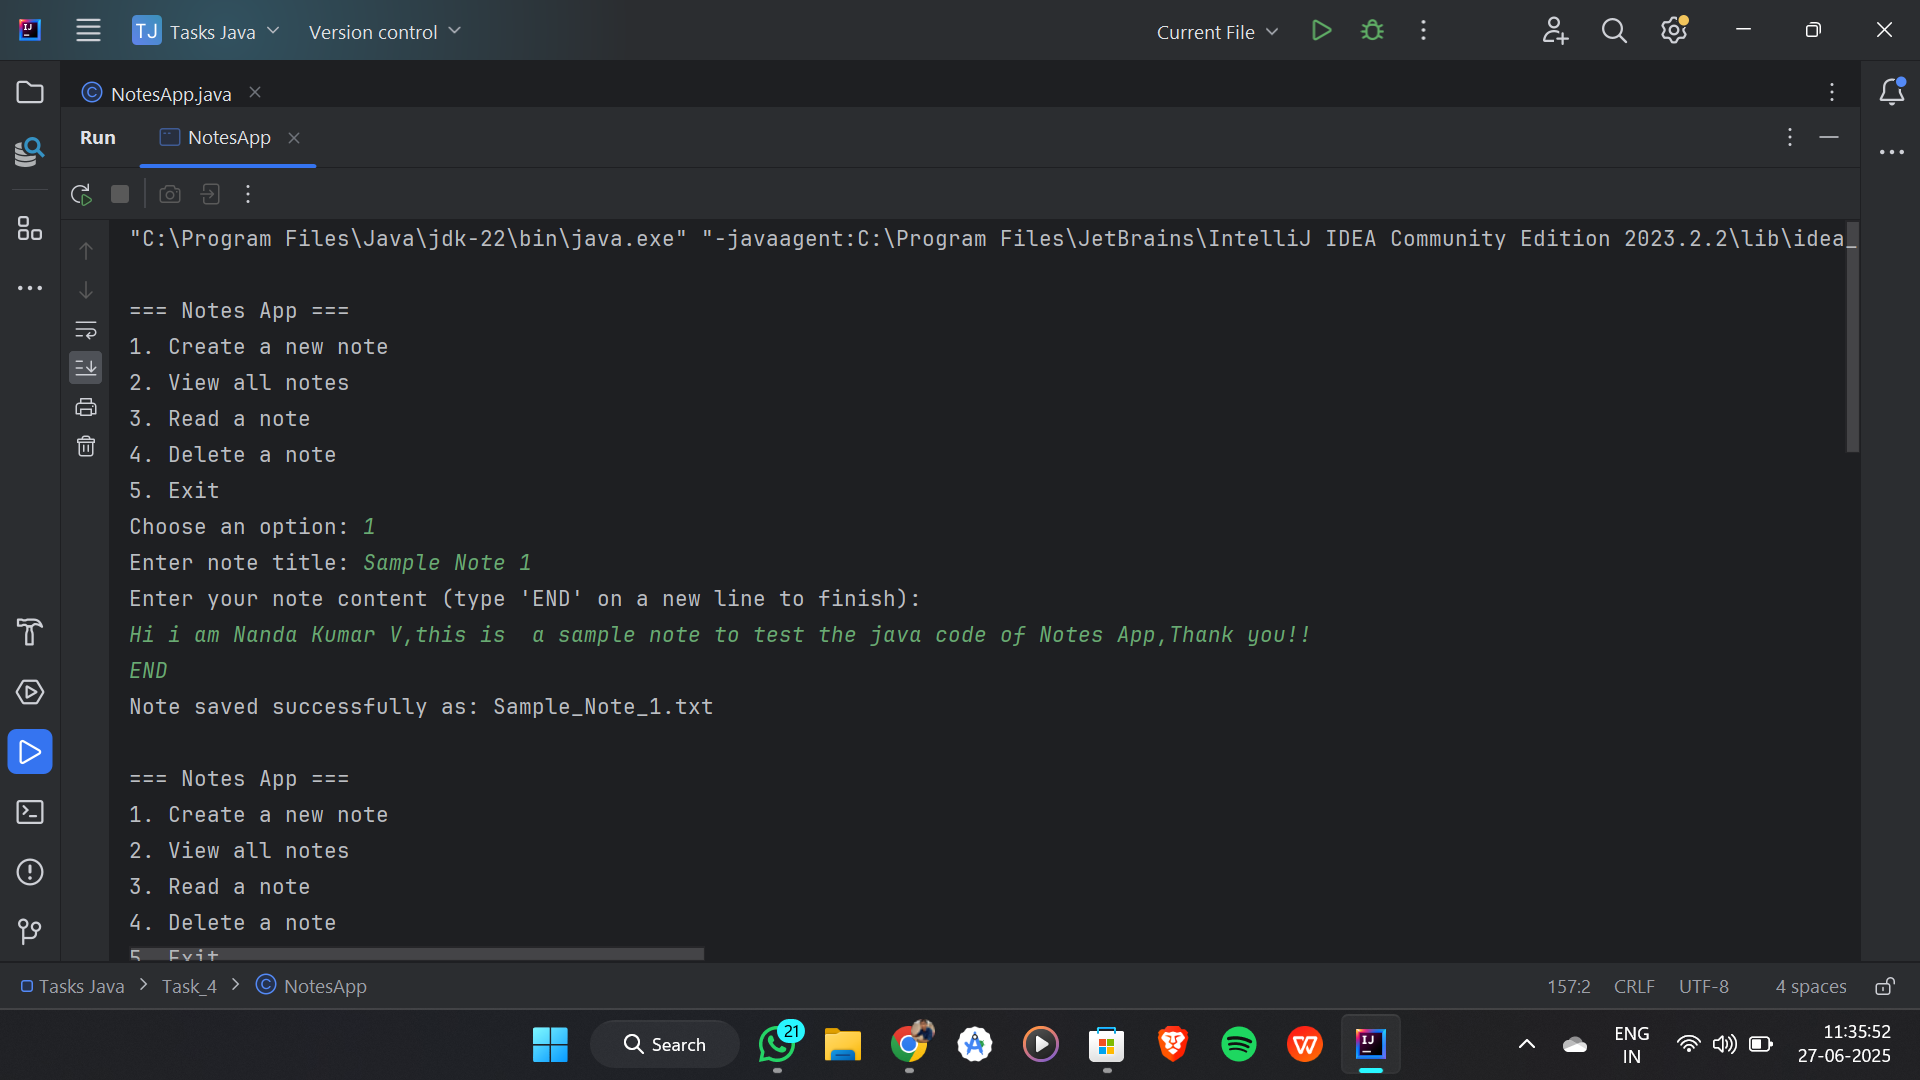 TJ Tasks Java Version control Current File
NotesApp.java
Run NotesApp
"C:\Program Files\Java\jdk-22\bin\java.exe" "-javaagent:C:\Program Files\JetBrains\IntelliJ IDEA Community Edition 2023.2.2\lib\idea_
=== Notes App ===
1. Create a new note
2. View all notes
3. Read a note
4. Delete a note
5. Exit
Choose an option: 1
Enter note title: Sample Note 1
Enter your note content (type 'END' on a new line to finish):
Hi i am Nanda Kumar V,this is  a sample note to test the java code of Notes App,Thank you!!
END
Note saved successfully as: Sample_Note_1.txt
=== Notes App ===
1. Create a new note
2. View all notes
3. Read a note
4. Delete a note
5. Exit
Tasks Java > Task_4 > NotesApp 157:2 CRLF UTF-8 4 spaces
Search 21 ENG 11:35:52
IN 27-06-2025